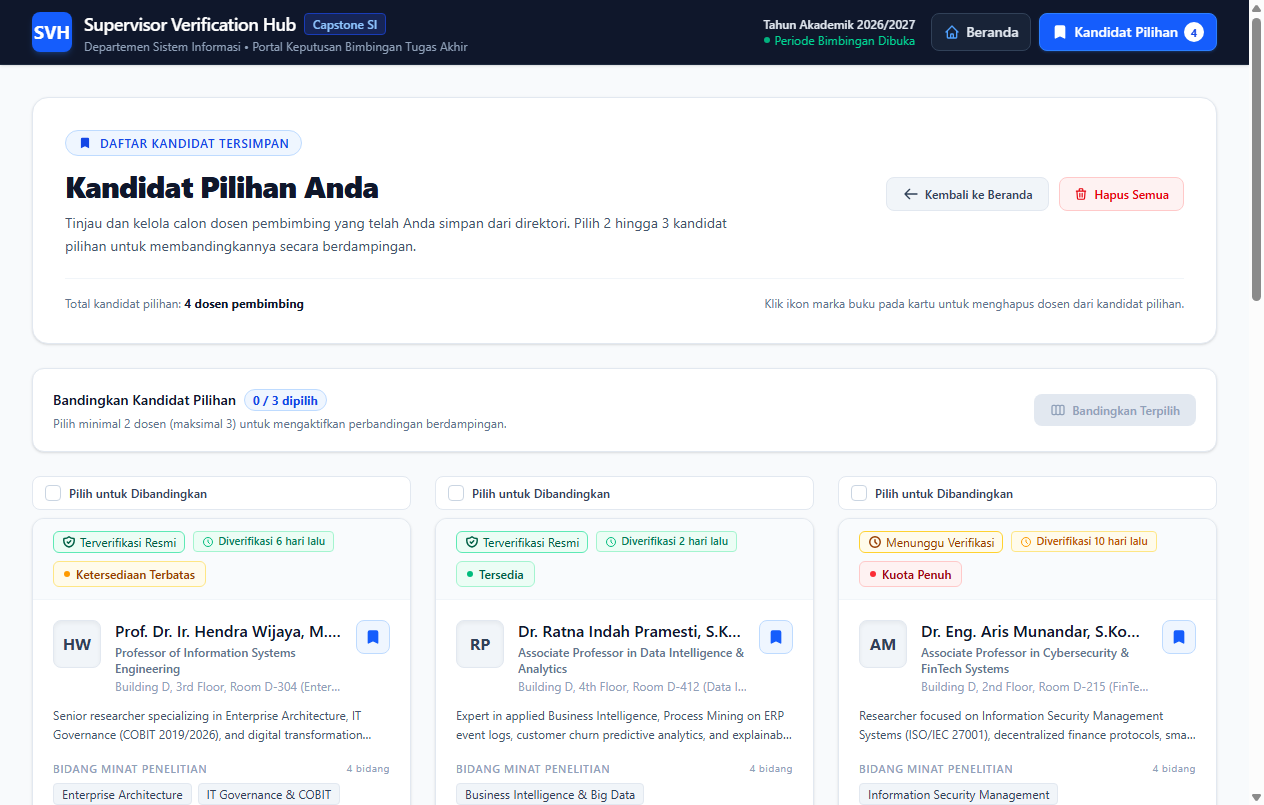 SVH
Supervisor Verification Hub
Capstone SI
Departemen Sistem Informasi • Portal Keputusan Bimbingan Tugas Akhir
Tahun Akademik 2026/2027
Periode Bimbingan Dibuka
Beranda
Kandidat Pilihan 4
DAFTAR KANDIDAT TERSIMPAN
Kandidat Pilihan Anda
Tinjau dan kelola calon dosen pembimbing yang telah Anda simpan dari direktori. Pilih 2 hingga 3 kandidat
pilihan untuk membandingkannya secara berdampingan.
Kembali ke Beranda
Hapus Semua
Total kandidat pilihan: 4 dosen pembimbing
Klik ikon marka buku pada kartu untuk menghapus dosen dari kandidat pilihan.
Bandingkan Kandidat Pilihan
0 / 3 dipilih
Pilih minimal 2 dosen (maksimal 3) untuk mengaktifkan perbandingan berdampingan.
Bandingkan Terpilih
Pilih untuk Dibandingkan
Terverifikasi Resmi
Diverifikasi 6 hari lalu
Ketersediaan Terbatas
HW
Prof. Dr. Ir. Hendra Wijaya, M....
Professor of Information Systems
Engineering
Building D, 3rd Floor, Room D-304 (Enter...
Senior researcher specializing in Enterprise Architecture, IT
Governance (COBIT 2019/2026), and digital transformation...
BIDANG MINAT PENELITIAN
4 bidang
Enterprise Architecture
IT Governance & COBIT
Pilih untuk Dibandingkan
Terverifikasi Resmi
Diverifikasi 2 hari lalu
Tersedia
RP
Dr. Ratna Indah Pramesti, S.K...
Associate Professor in Data Intelligence &
Analytics
Building D, 4th Floor, Room D-412 (Data I...
Expert in applied Business Intelligence, Process Mining on ERP
event logs, customer churn predictive analytics, and explainab...
BIDANG MINAT PENELITIAN
4 bidang
Business Intelligence & Big Data
Pilih untuk Dibandingkan
Menunggu Verifikasi
Diverifikasi 10 hari lalu
Kuota Penuh
AM
Dr. Eng. Aris Munandar, S.Ko...
Associate Professor in Cybersecurity &
FinTech Systems
Building D, 2nd Floor, Room D-215 (FinTe...
Researcher focused on Information Security Management
Systems (ISO/IEC 27001), decentralized finance protocols, sma...
BIDANG MINAT PENELITIAN
4 bidang
Information Security Management